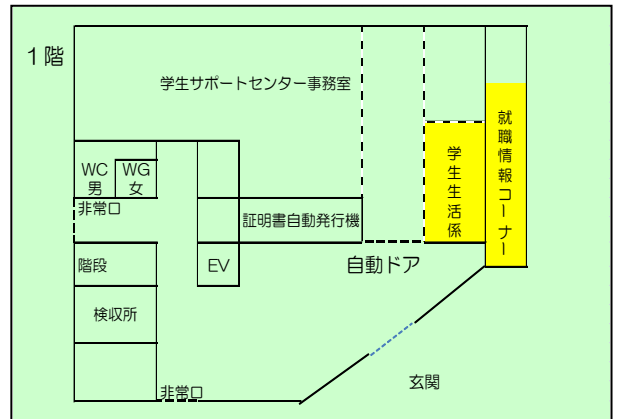 1階
学生サポートセンター事務室
就職情報コーナー
学生生活係
WC
男
WG
女
非常口
証明書自動発行機
階段
EV
自動ドア
検収所
玄関
非常口